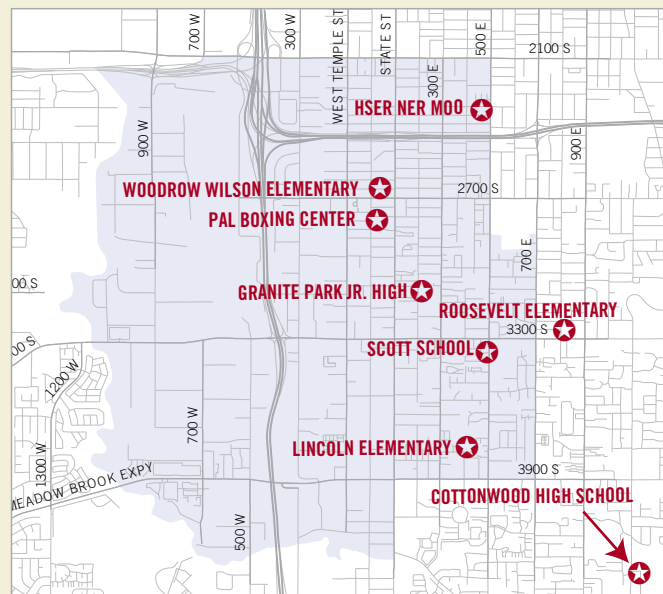 700 W
300 W
WEST TEMPLE ST
STATE ST
300 E
500 E
2100 S
HSER NER MOO
900 W
900 E
WOODROW WILSON ELEMENTARY
2700 S
PAL BOXING CENTER
700 E
00 S
GRANITE PARK JR. HIGH
ROOSEVELT ELEMENTARY
3300 S
00 S
SCOTT SCHOOL
1200 W
700 W
LINCOLN ELEMENTARY
1300 W
3900 S
MEADOW BROOK EXPY
COTTONWOOD HIGH SCHOOL
500 W